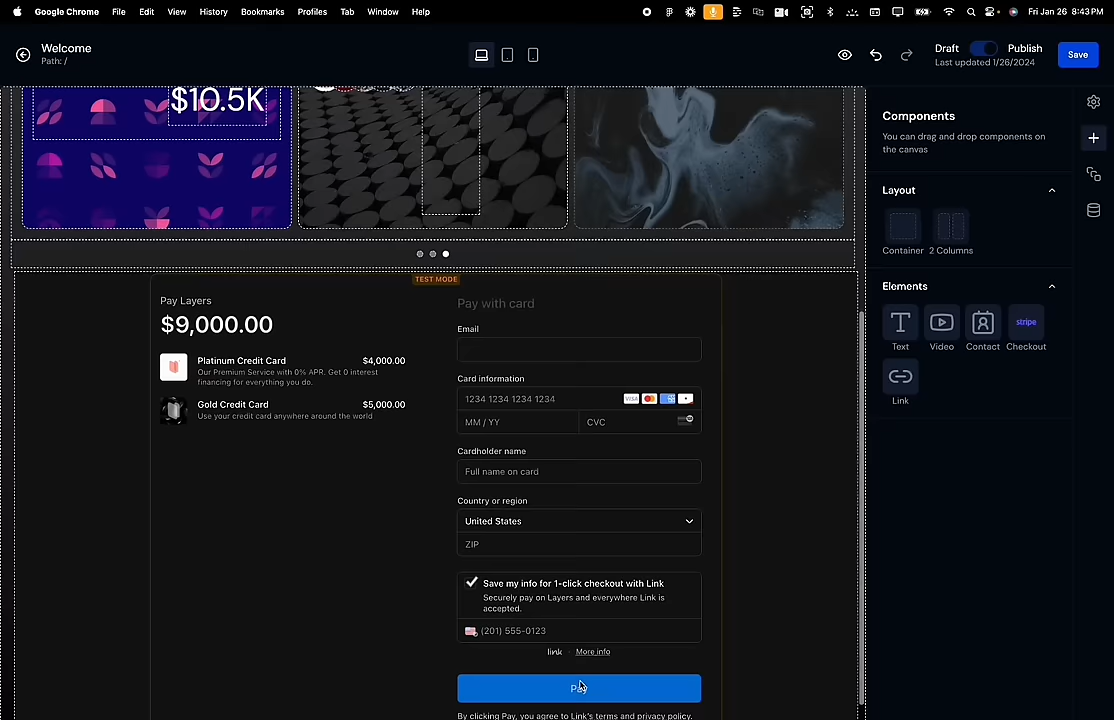 Google Chrome File Edit View History Bookmarks Profiles Tab Window Help Fri Jan 26 8:43 PM
Welcome
Path: /
Draft Publish
Last updated 1/26/2024
Save
$10.5K
Components
You can drag and drop components on
the canvas
Layout
Container 2 Columns
Elements
stripe
Text Video Contact Checkout
Link
TEST MODE
Pay Layers
$9,000.00
Platinum Credit Card $4,000.00
Our Premium Service with 0% APR. Get 0 interest
financing for everything you do.
Gold Credit Card $5,000.00
Use your credit card anywhere around the world
Pay with card
Email
Card information
1234 1234 1234 1234 VISA
MM / YY CVC
Cardholder name
Full name on card
Country or region
United States
ZIP
Save my info for 1-click checkout with Link
Securely pay on Layers and everywhere Link is
accepted.
(201) 555-0123
link · More info
Pay
By clicking Pay, you agree to Link's terms and privacy policy.